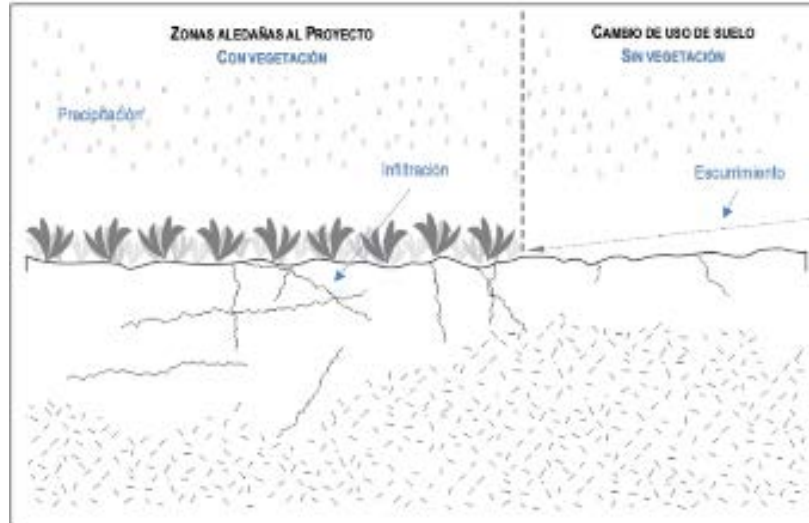 ZONAS ALEDAÑAS AL PROYECTO
CON VEGETACIÓN
CAMBIO DE USO DE SUELO
SIN VEGETACIÓN
Precipitación
Infiltración
Escurrimiento